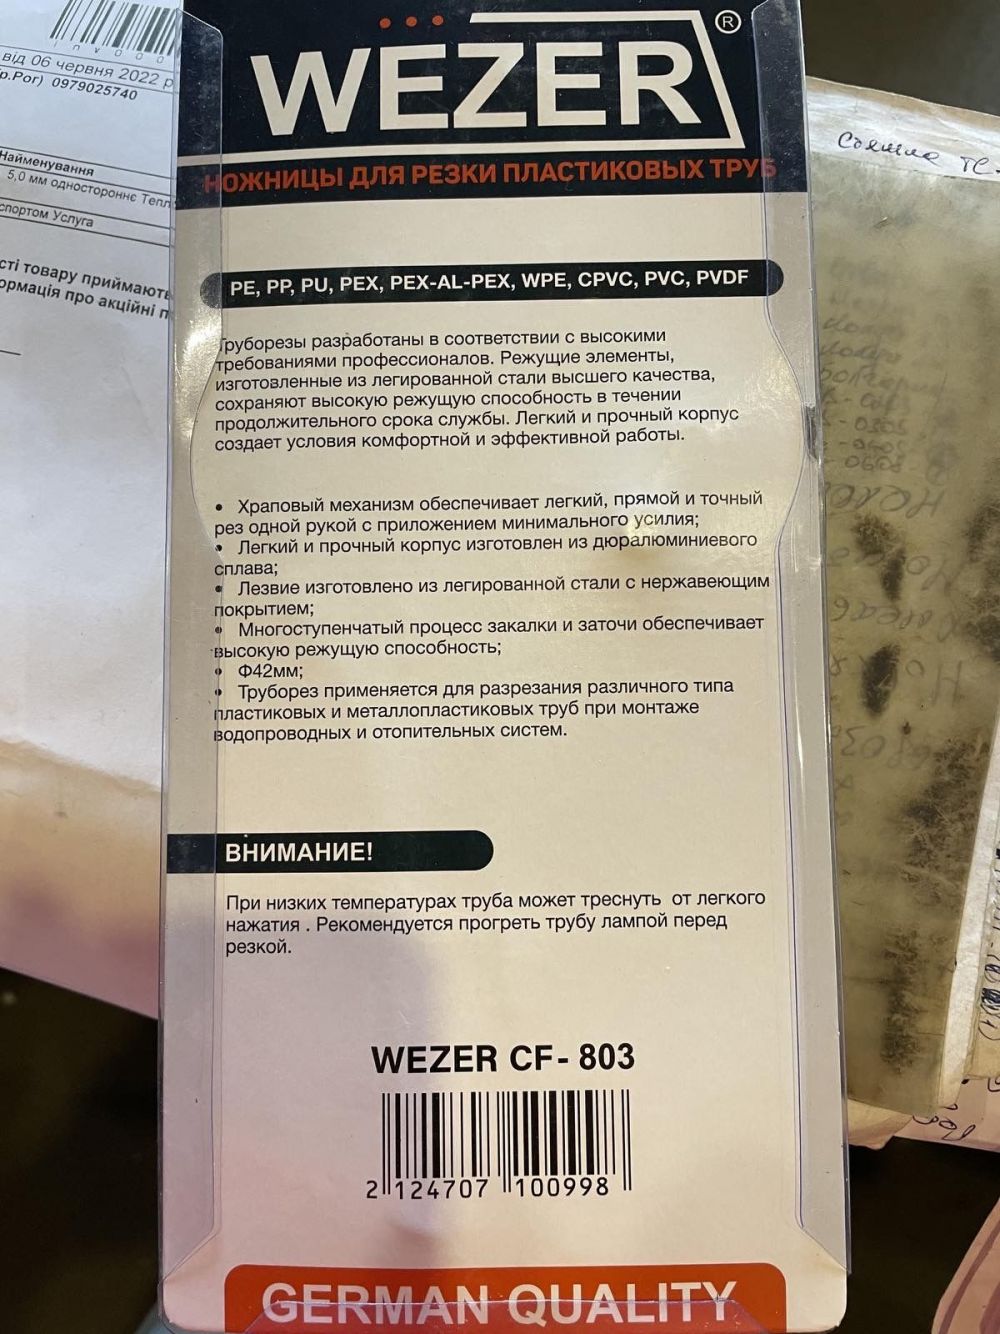 від 06 червня 2022 р
0979025740
Найменування
5,0 мм одностороннє Тепл
спортом Услуга
сті товару приймають
ормація про акційні п
WEZER®
НОЖНИЦЫ ДЛЯ РЕЗКИ ПЛАСТИКОВЫХ ТРУБ
PE, PP, PU, PEX, PEX-AL-PEX, WPE, CPVC, PVC, PVDF
Труборезы разработаны в соответствии с высокими
требованиями профессионалов. Режущие элементы,
изготовленные из легированной стали высшего качества,
сохраняют высокую режущую способность в течении
продолжительного срока службы. Легкий и прочный корпус
создает условия комфортной и эффективной работы.
• Храповый механизм обеспечивает легкий, прямой и точный
рез одной рукой с приложением минимального усилия;
• Легкий и прочный корпус изготовлен из дюралюминиевого
сплава;
• Лезвие изготовлено из легированной стали с нержавеющим
покрытием;
• Многоступенчатый процесс закалки и заточи обеспечивает
высокую режущую способность;
• Ф42мм;
• Труборез применяется для разрезания различного типа
пластиковых и металлопластиковых труб при монтаже
водопроводных и отопительных систем.
ВНИМАНИЕ!
При низких температурах труба может треснуть от легкого
нажатия . Рекомендуется прогреть трубу лампой перед
резкой.
WEZER CF- 803
2 124707 100998
GERMAN QUALITY